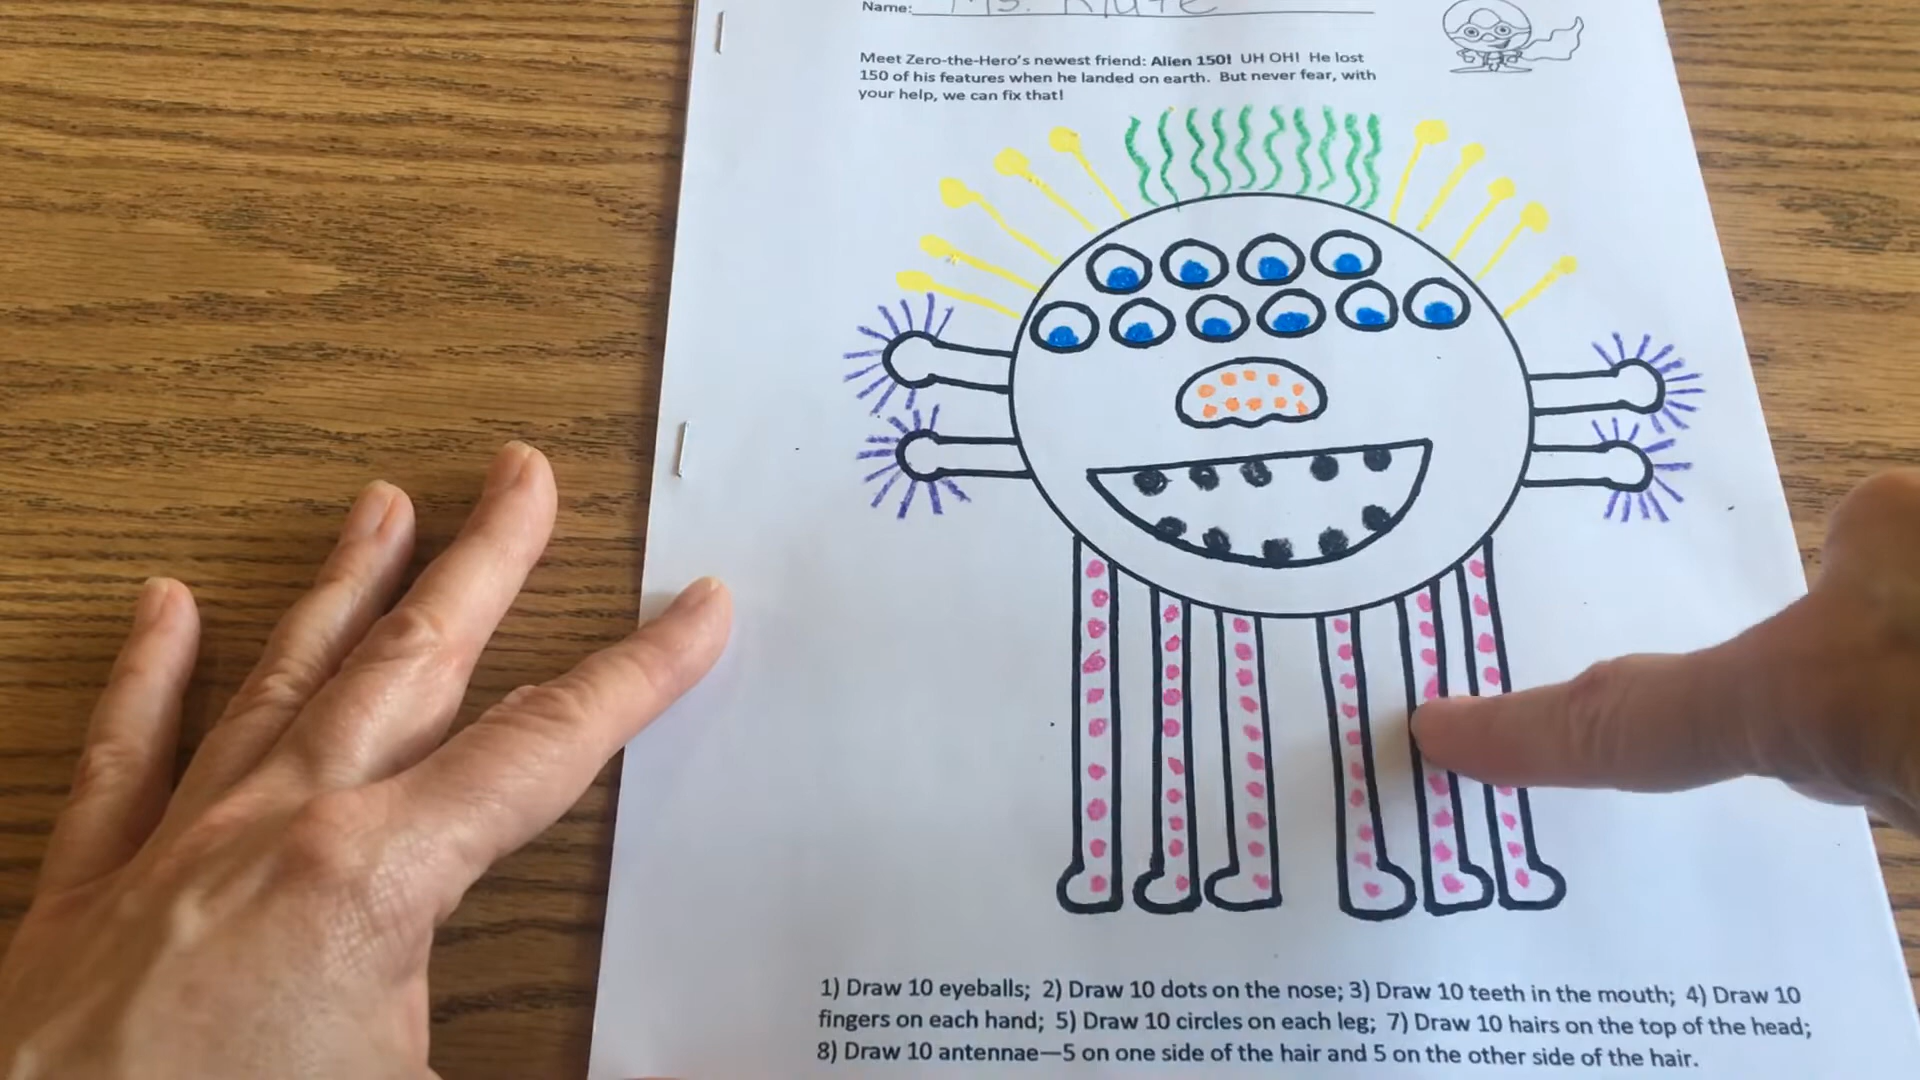 Name: Ms. Klute
Meet Zero-the-Hero's newest friend: Alien 150! UH OH! He lost
150 of his features when he landed on earth. But never fear, with
your help, we can fix that!
1) Draw 10 eyeballs; 2) Draw 10 dots on the nose; 3) Draw 10 teeth in the mouth; 4) Draw 10
fingers on each hand; 5) Draw 10 circles on each leg; 7) Draw 10 hairs on the top of the head;
8) Draw 10 antennae—5 on one side of the hair and 5 on the other side of the hair.